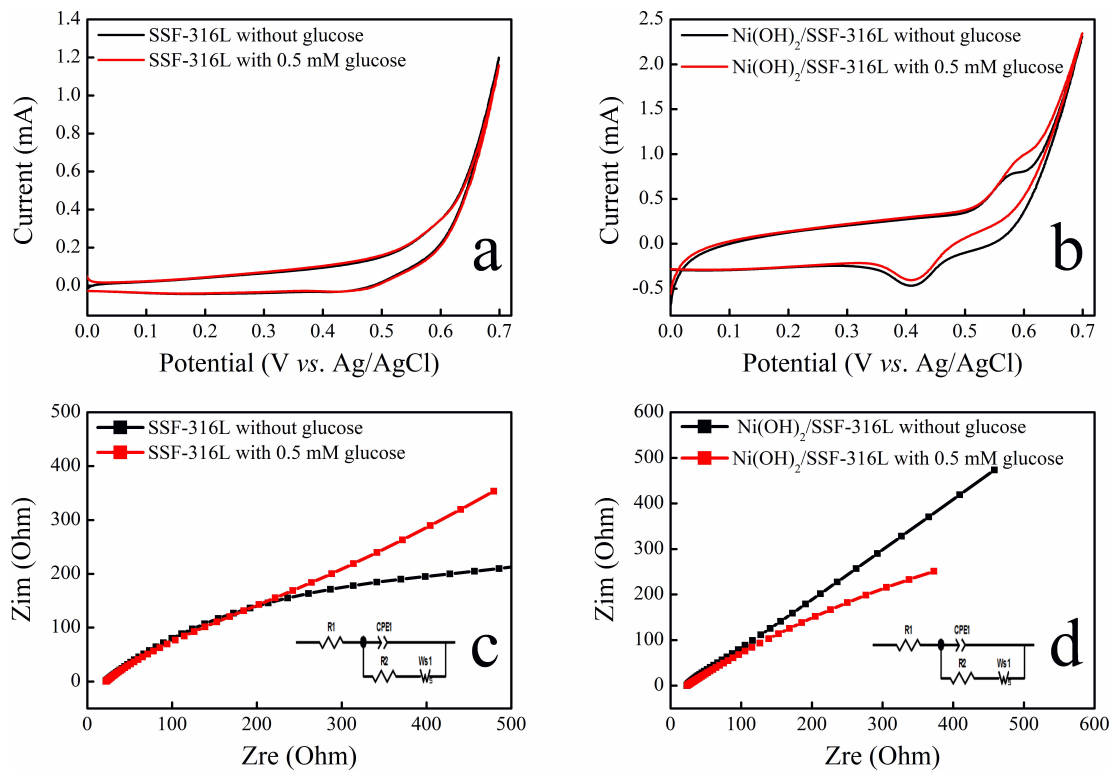 SSF-316L without glucose
SSF-316L with 0.5 mM glucose
1.4
1.2
1.0
0.8
0.6
0.4
0.2
0.0
Current (mA)
0.0 0.1 0.2 0.3 0.4 0.5 0.6 0.7
Potential (V vs. Ag/AgCl)
a
Ni(OH)2/SSF-316L without glucose
Ni(OH)2/SSF-316L with 0.5 mM glucose
2.5
2.0
1.5
1.0
0.5
0.0
-0.5
Current (mA)
0.0 0.1 0.2 0.3 0.4 0.5 0.6 0.7
Potential (V vs. Ag/AgCl)
b
SSF-316L without glucose
SSF-316L with 0.5 mM glucose
500
400
300
200
100
0
Zim (Ohm)
R1 CPE1
R2 Ws1
S
c
0 100 200 300 400 500
Zre (Ohm)
Ni(OH)2/SSF-316L without glucose
Ni(OH)2/SSF-316L with 0.5 mM glucose
600
500
400
300
200
100
0
Zim (Ohm)
R1 CPE1
R2 Ws1
S
d
0 100 200 300 400 500 600
Zre (Ohm)